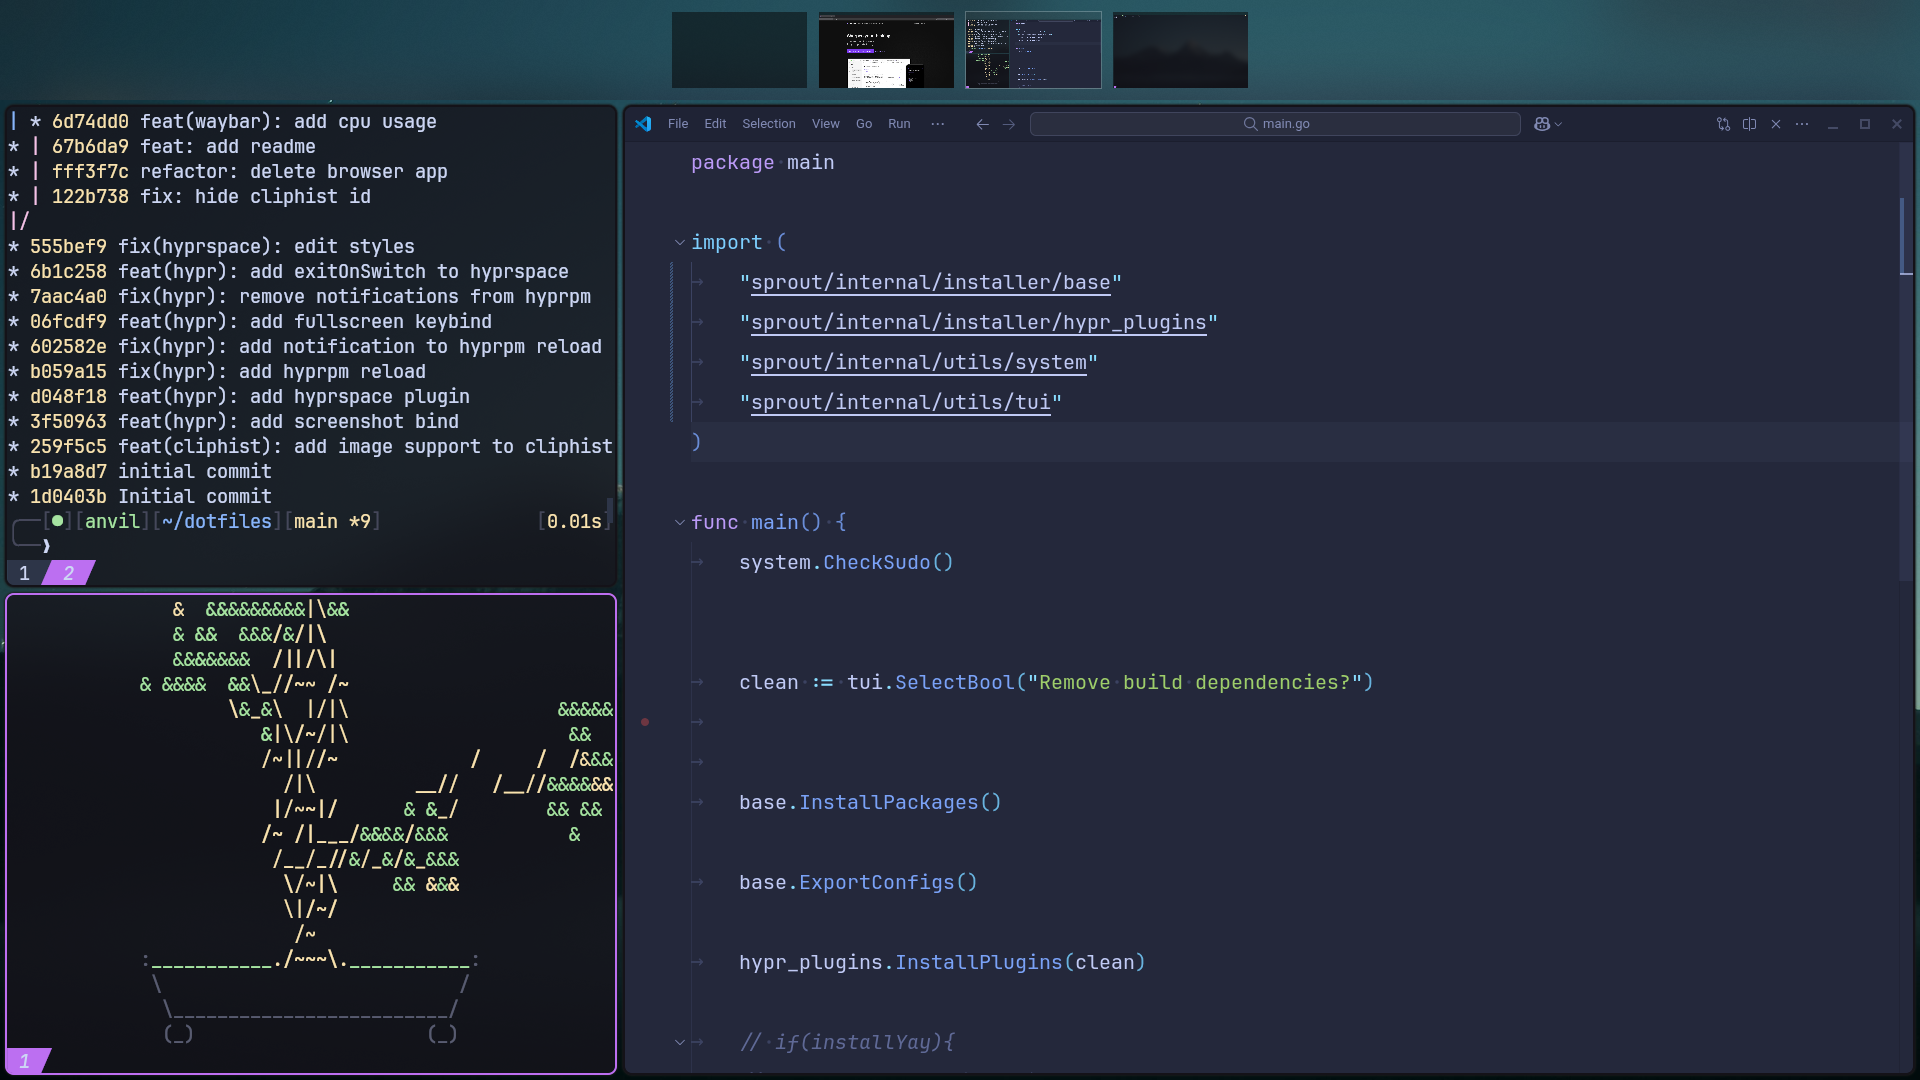 | * 6d74dd0 feat(waybar): add cpu usage
* | 67b6da9 feat: add readme
* | fff3f7c refactor: delete browser app
* | 122b738 fix: hide cliphist id
|/
* 555bef9 fix(hyprspace): edit styles
* 6b1c258 feat(hypr): add exitOnSwitch to hyprspace
* 7aac4a0 fix(hypr): remove notifications from hyprpm
* 06fcdf9 feat(hypr): add fullscreen keybind
* 602582e fix(hypr): add notification to hyprpm reload
* b059a15 fix(hypr): add hyprpm reload
* d048f18 feat(hypr): add hyprspace plugin
* 3f50963 feat(hypr): add screenshot bind
* 259f5c5 feat(cliphist): add image support to cliphist
* b19a8d7 initial commit
* 1d0403b Initial commit
[●][anvil][~/dotfiles][main *9] [0.01s]
❯
1 2
& &&&&&&&&&|\&&
& && &&&/&/|\
&&&&&&& /||/\|
& &&&& &&\_//~~ /~
\&_&\ |/|\ &&&&&
&|\/~/|\ &&
/~||//~ / / /&&&
/|\ __// /__//&&&&&&
|/~~|/ & &_/ && &&
/~ /|___/&&&&/&&& &
/__/_//&/_&/&_&&&
\/~|\ && &&&
\|/~/
/~
:___________./~~~\.___________:
\ /
\_________________________/
(_) (_)
1
File Edit Selection View Go Run ··· ← → main.go
package main
import (
"sprout/internal/installer/base"
"sprout/internal/installer/hypr_plugins"
"sprout/internal/utils/system"
"sprout/internal/utils/tui"
)
func main() {
system.CheckSudo()
clean := tui.SelectBool("Remove build dependencies?")
base.InstallPackages()
base.ExportConfigs()
hypr_plugins.InstallPlugins(clean)
// if(installYay){